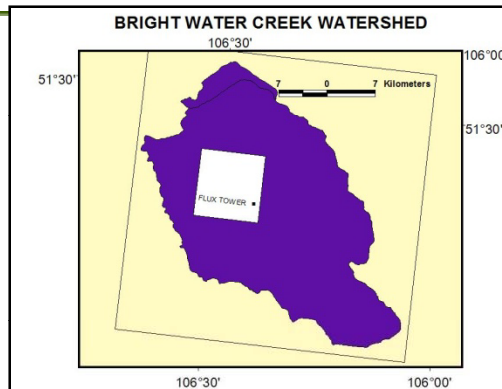 BRIGHT WATER CREEK WATERSHED
106°30'
106°00'
51°30'
7 0 7 Kilometers
51°30'
FLUX TOWER
106°30'
106°00'